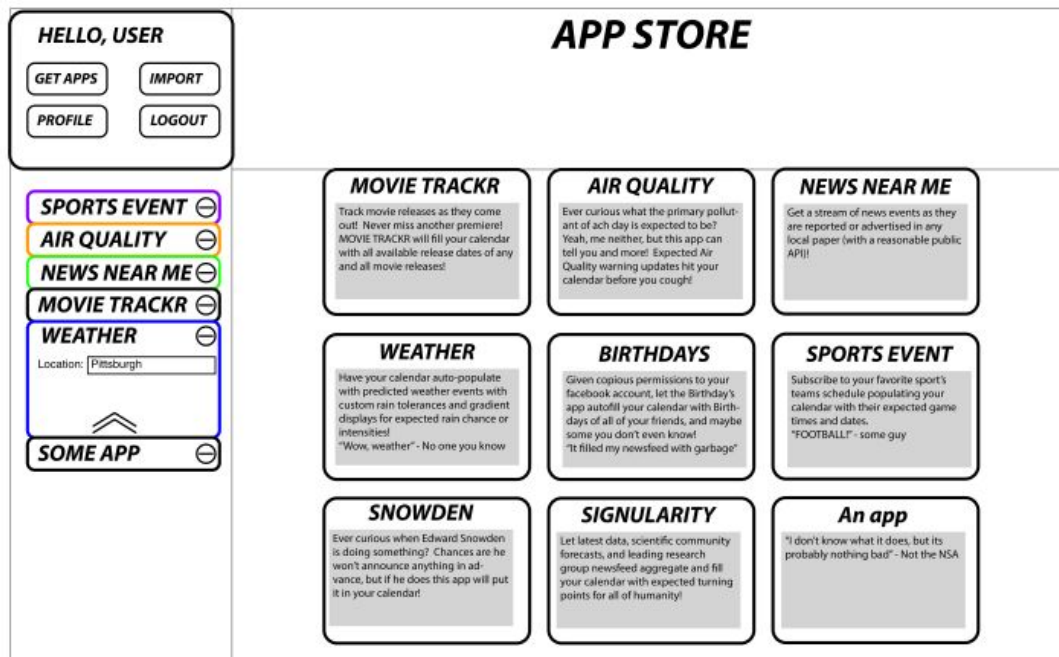 HELLO, USER
GET APPS
IMPORT
PROFILE
LOGOUT
SPORTS EVENT
AIR QUALITY
NEWS NEAR ME
MOVIE TRACKR
WEATHER
Location: Pittsburgh
SOME APP
APP STORE
MOVIE TRACKR
Track movie releases as they come
out! Never miss another premiere!
MOVIE TRACKR will fill your calendar
with all available release dates of any
and all movie releases!
AIR QUALITY
Ever curious what the primary pollut-
ant of ach day is expected to be?
Yeah, me neither, but this app can
tell you and more! Expected Air
Quality warning updates hit your
calendar before you cough!
NEWS NEAR ME
Get a stream of news events as they
are reported or advertised in any
local paper (with a reasonable public
API)!
WEATHER
Have your calendar auto-populate
with predicted weather events with
custom rain tolerances and gradient
displays for expected rain chance or
intensities!
"Wow, weather" - No one you know
BIRTHDAYS
Given copious permissions to your
facebook account, let the Birthday's
app autofill your calendar with Birth-
days of all of your friends, and maybe
some you don't even know!
"It filled my newsfeed with garbage"
SPORTS EVENT
Subscribe to your favorite sport's
teams schedule populating your
calendar with their expected game
times and dates.
"FOOTBALL!" - some guy
SNOWDEN
Ever curious when Edward Snowden
is doing something? Chances are he
won't announce anything in ad-
vance, but if he does this app will put
it in your calendar!
SIGNULARITY
Let latest data, scientific community
forecasts, and leading research
group newsfeed aggregate and fill
your calendar with expected turning
points for all of humanity!
An app
"I don't know what it does, but its
probably nothing bad" - Not the NSA